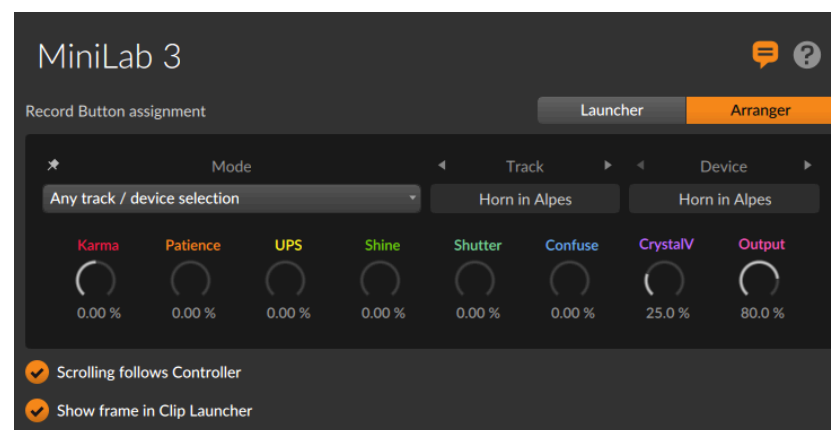 MiniLab 3
?
Record Button assignment
Launcher
Arranger
Mode
Track
Device
Any track / device selection
Horn in Alpes
Horn in Alpes
Karma Patience UPS Shine Shutter Confuse CrystalV Output
0.00 % 0.00 % 0.00 % 0.00 % 0.00 % 0.00 % 25.0 % 80.0 %
Scrolling follows Controller
Show frame in Clip Launcher